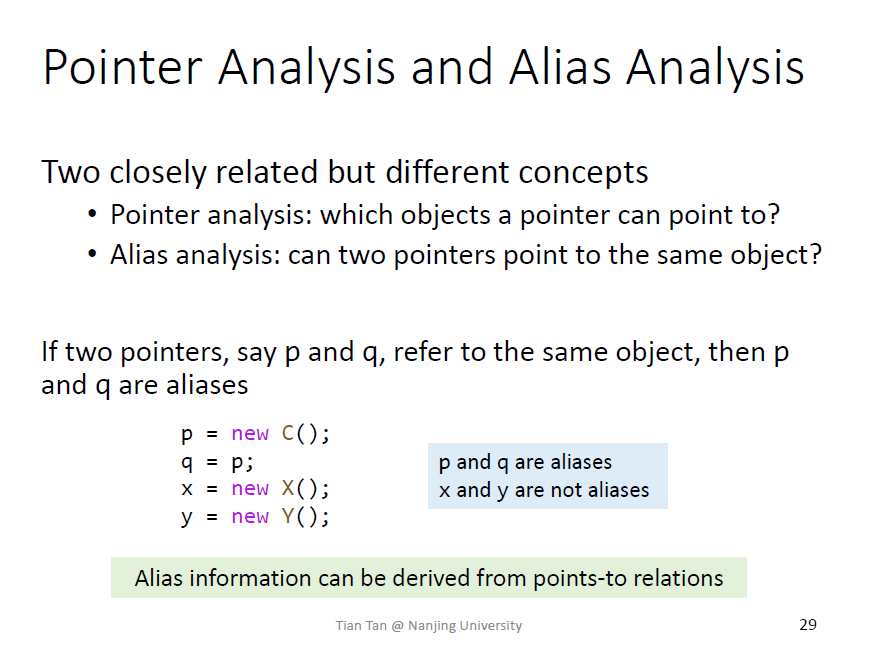 Pointer Analysis and Alias Analysis
Two closely related but different concepts
• Pointer analysis: which objects a pointer can point to?
• Alias analysis: can two pointers point to the same object?
If two pointers, say p and q, refer to the same object, then p
and q are aliases
p = new C();
q = p;
x = new X();
y = new Y();
p and q are aliases
x and y are not aliases
Alias information can be derived from points-to relations
Tian Tan @ Nanjing University
29